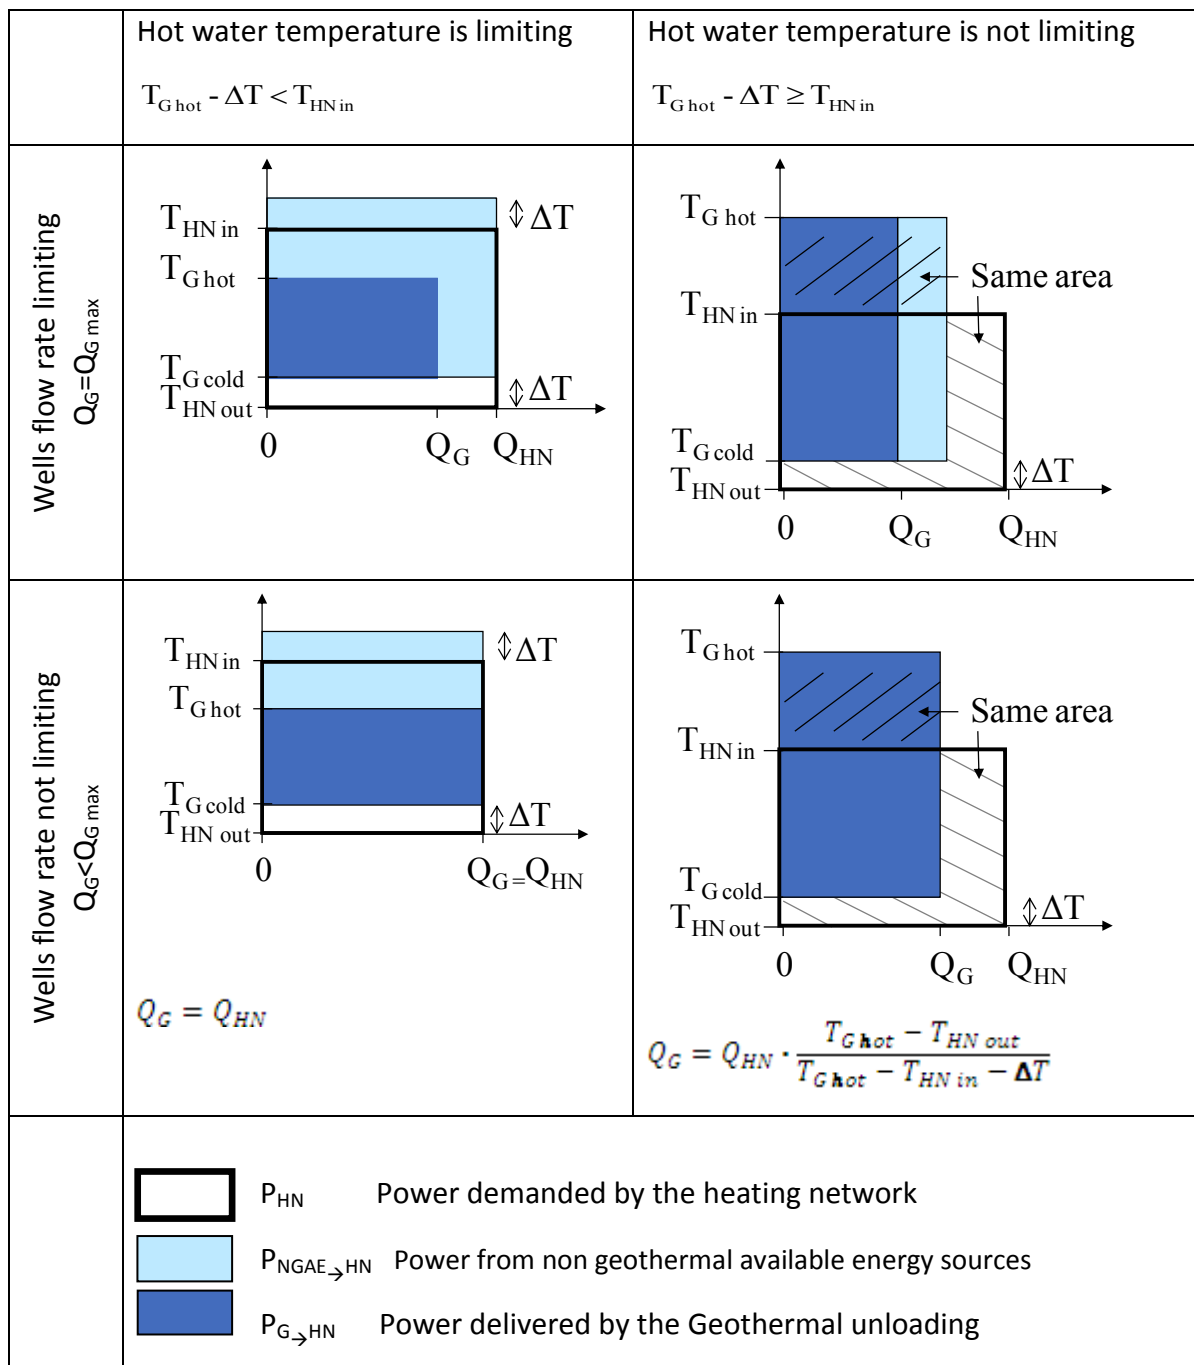 Hot water temperature is limiting
T_G hot - ΔT < T_HN in
Hot water temperature is not limiting
T_G hot - ΔT ≥ T_HN in
Wells flow rate limiting
Q_G=Q_G max
T_HN in
T_G hot
T_G cold
T_HN out
ΔT
ΔT
0
Q_G
Q_HN
T_G hot
T_HN in
T_G cold
T_HN out
Same area
ΔT
0
Q_G
Q_HN
Wells flow rate not limiting
Q_G<Q_G max
T_HN in
T_G hot
T_G cold
T_HN out
ΔT
ΔT
0
Q_G=Q_HN
Q_G = Q_HN
T_G hot
T_HN in
T_G cold
T_HN out
Same area
ΔT
0
Q_G
Q_HN
Q_G = Q_HN · (T_G hot − T_HN out) / (T_G hot − T_HN in − ΔT)
P_HN Power demanded by the heating network
P_NGAE→HN Power from non geothermal available energy sources
P_G→HN Power delivered by the Geothermal unloading